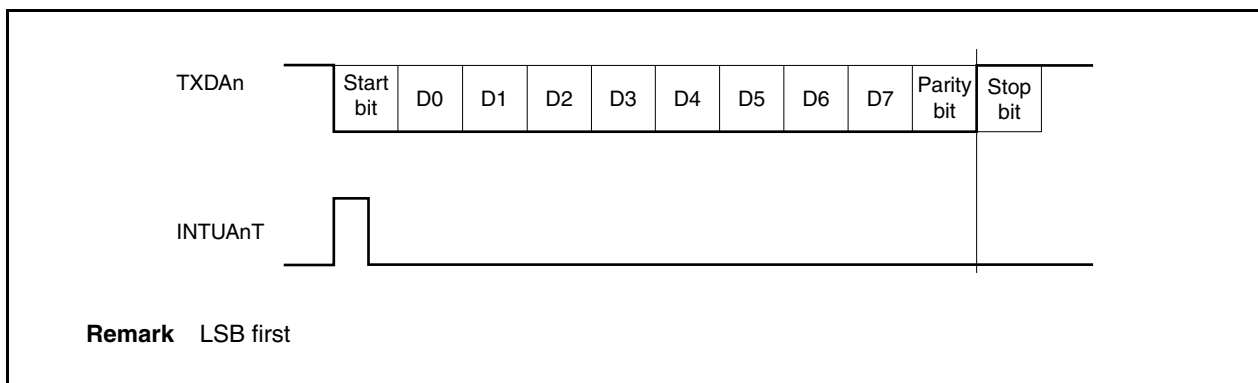 TXDAn
Start bit D0 D1 D2 D3 D4 D5 D6 D7 Parity bit Stop bit
INTUAnT
Remark LSB first